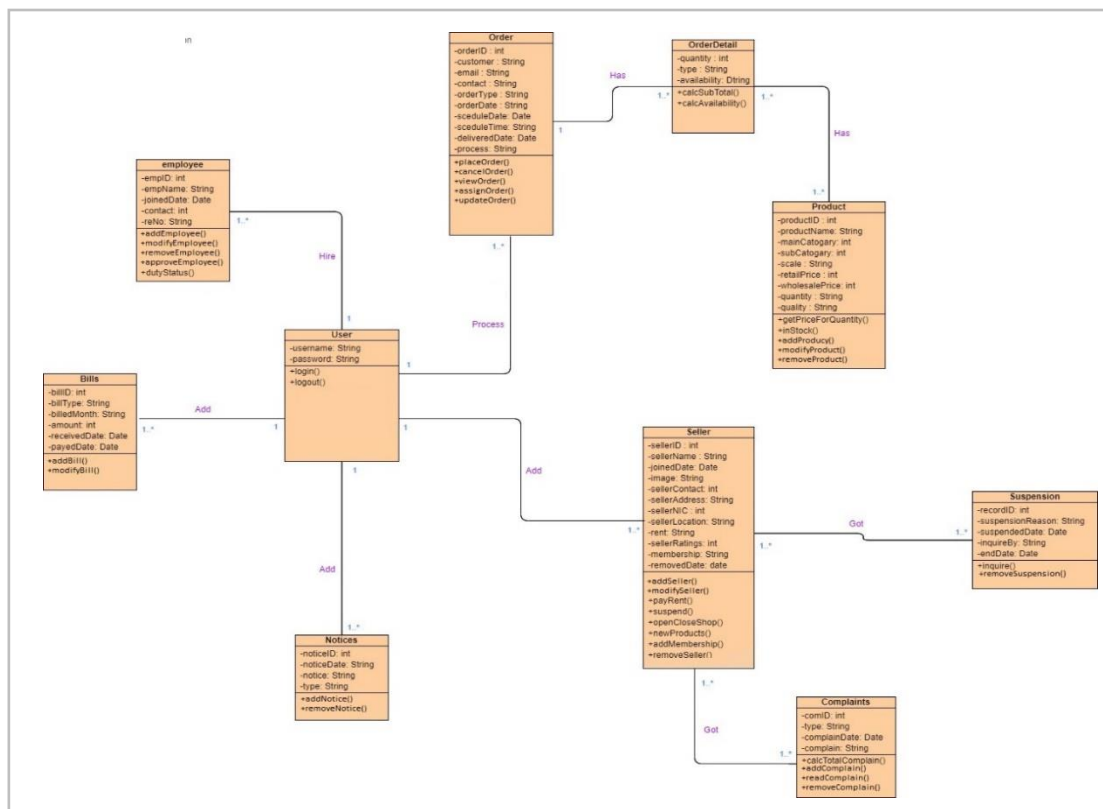 in
Order
-orderID : int
-customer : String
-email : String
-contact : String
-orderType : String
-orderDate : String
-sceduleDate: Date
-sceduleTime: String
-deliveredDate: Date
-process: String
+placeOrder()
+cancelOrder()
+viewOrder()
+assignOrder()
+updateOrder()
1
Has
1..*
OrderDetail
-quantity : int
-type : String
-availability: Dtring
+calcSubTotal()
+calcAvailability()
1..*
Has
1..*
Product
-productID : int
-productName: String
-mainCatogary: int
-subCatogary: int
-scale : String
-retailPrice : int
-wholesalePrice: int
-quantity : String
-quality : String
+getPriceForQuantity()
+inStock()
+addProducy()
+modifyProduct()
+removeProduct()
employee
-empID: int
-empName: String
-joinedDate: Date
-contact: int
-reNo: String
+addEmployee()
+modifyEmployee()
+removeEmployee()
+approveEmployee()
+dutyStatus()
1..*
Hire
1
1..*
Process
1
User
-username: String
-password: String
+login()
+logout()
Bills
-billID: int
-billType: String
-billedMonth: String
-amount: int
-receivedDate: Date
-payedDate: Date
+addBill()
+modifyBill()
1..*
Add
1
1
Add
1..*
1
Add
1..*
Notices
-noticeID: int
-noticeDate: String
-notice: String
-type: String
+addNotice()
+removeNotice()
Seller
-sellerID : int
-sellerName : String
-joinedDate: Date
-image: String
-sellerContact: int
-sellerAddress: String
-sellerNIC : int
-sellerLocation: String
-rent: String
-sellerRatings: int
-membership: String
-removedDate: date
+addSeller()
+modifySeller()
+payRent()
+suspend()
+openCloseShop()
+newProducts()
+addMembership()
+removeSeller()
1..*
Got
1..*
Suspension
-recordID: int
-suspensionReason: String
-suspendedDate: Date
-inquireBy: String
-endDate: Date
+inquire()
+removeSuspension()
1..*
Got
1..*
Complaints
-comID: int
-type: String
-complainDate: Date
-complain: String
+calcTotalComplain()
+addComplain()
+readComplain()
+removeComplain()